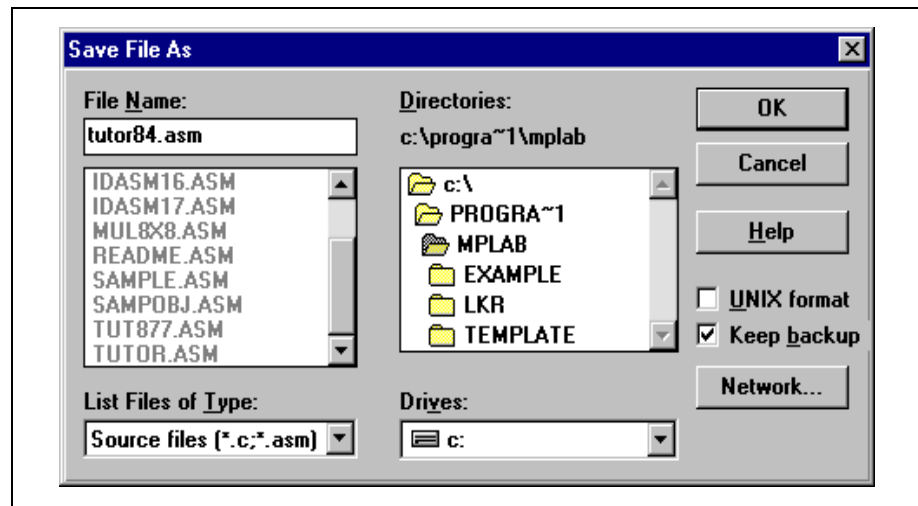 Save File As
File Name:
tutor84.asm
IDASM16.ASM
IDASM17.ASM
MUL8X8.ASM
README.ASM
SAMPLE.ASM
SAMPOBJ.ASM
TUT877.ASM
TUTOR.ASM
List Files of Type:
Source files (*.c;*.asm)
Directories:
c:\progra~1\mplab
c:\
PROGRA~1
MPLAB
EXAMPLE
LKR
TEMPLATE
Drives:
c:
OK
Cancel
Help
UNIX format
Keep backup
Network...